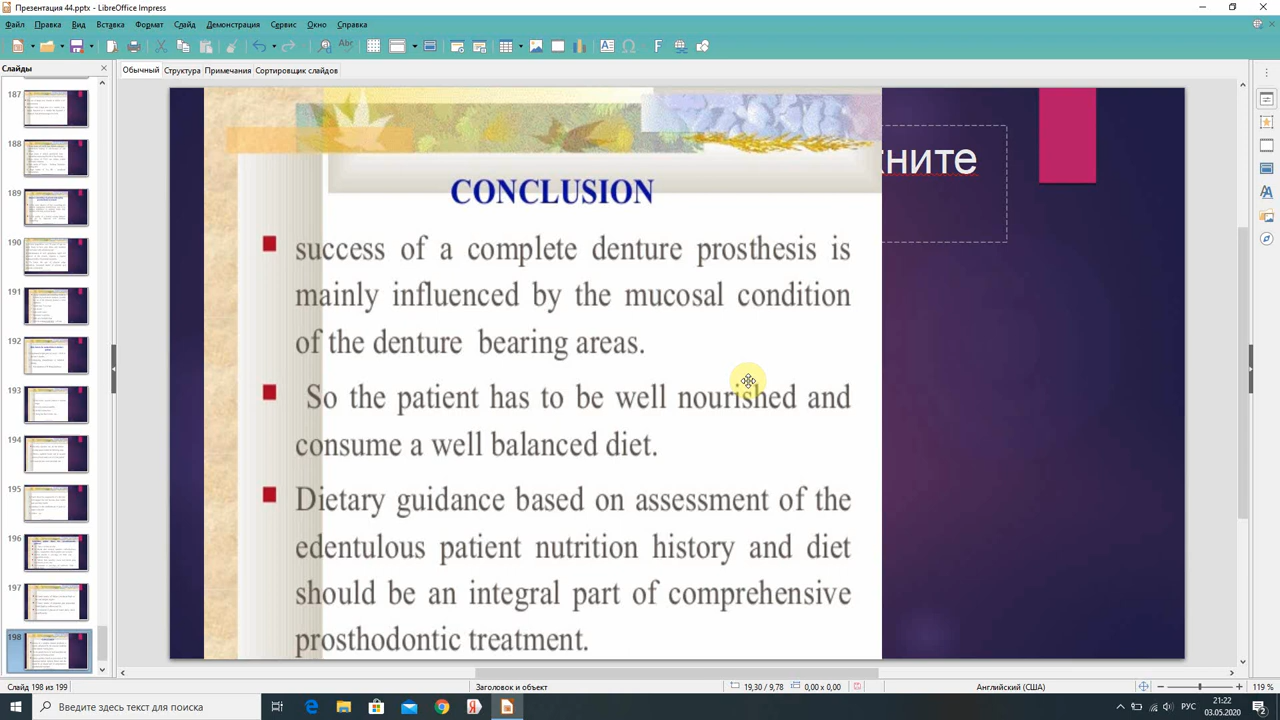 Презентация 44.pptx - LibreOffice Impress
Файл Правка Вид Вставка Формат Слайд Демонстрация Сервис Окно Справка
Слайды
Обычный Структура Примечания Сортировщик слайдов
187
188
189
190
191
192
193
194
195
196
197
198
ните
CONCLUSION
success of a complete denture prosthesis is
mainly influenced by the mucosal condition
of the denture bearing areas.
So the patient has to be well nourished and
consume a well balanced diet.
Dietary guidance based on assessment of the
edentulous patient nutrition history and diet
should be an integral part of comprehensive
prosthodontic treatment.
Слайд 198 из 199 Заголовок и объект 19,30 / 9,78 0,00 x 0,00 Английский (США) 119 %
Введите здесь текст для поиска
РУС
21:22
03.05.2020
2